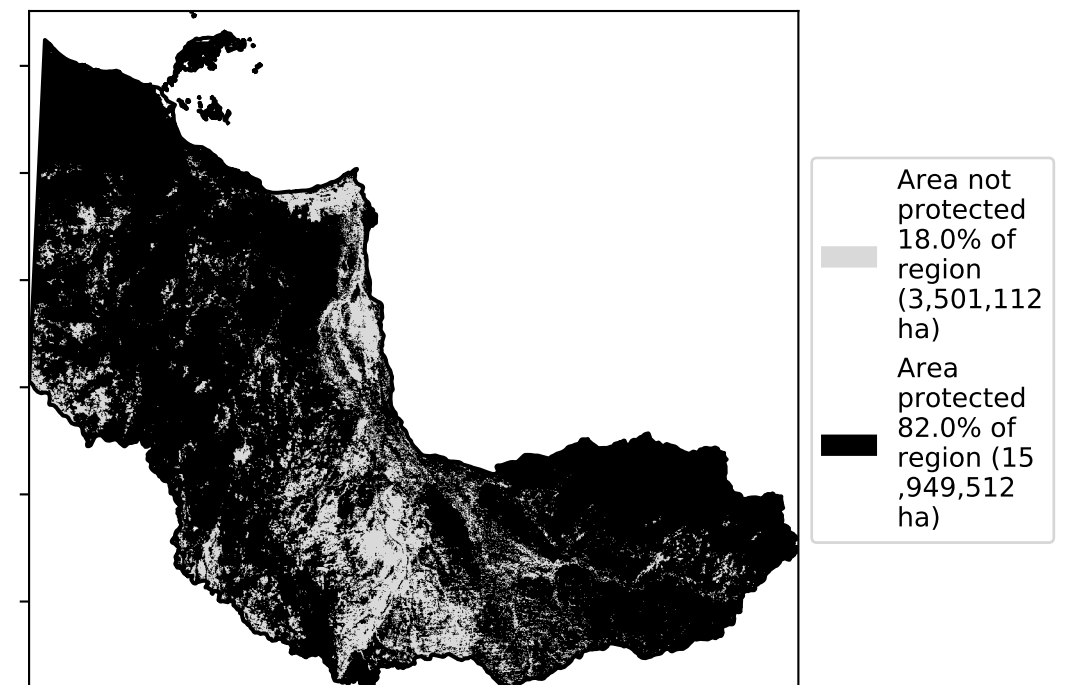 Area not
protected
18.0% of
region
(3,501,112
ha)
Area
protected
82.0% of
region (15
,949,512
ha)